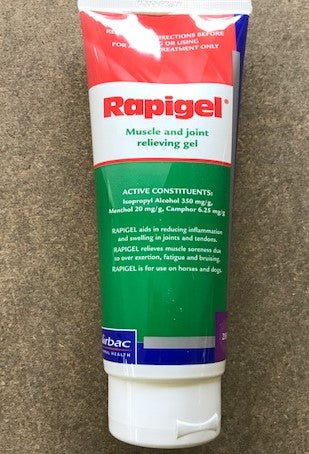 DIRECTIONS BEFORE
OR USING
FOR TREATMENT ONLY
Rapigel®
Muscle and joint
relieving gel
ACTIVE CONSTITUENTS:
Isopropyl Alcohol 350 mg/g,
Menthol 20 mg/g, Camphor 6.25 mg/g
RAPIGEL aids in reducing inflammation
and swelling in joints and tendons.
RAPIGEL relieves muscle soreness due
to over exertion, fatigue and bruising.
RAPIGEL is for use on horses and dogs.
irbac
HEALTH